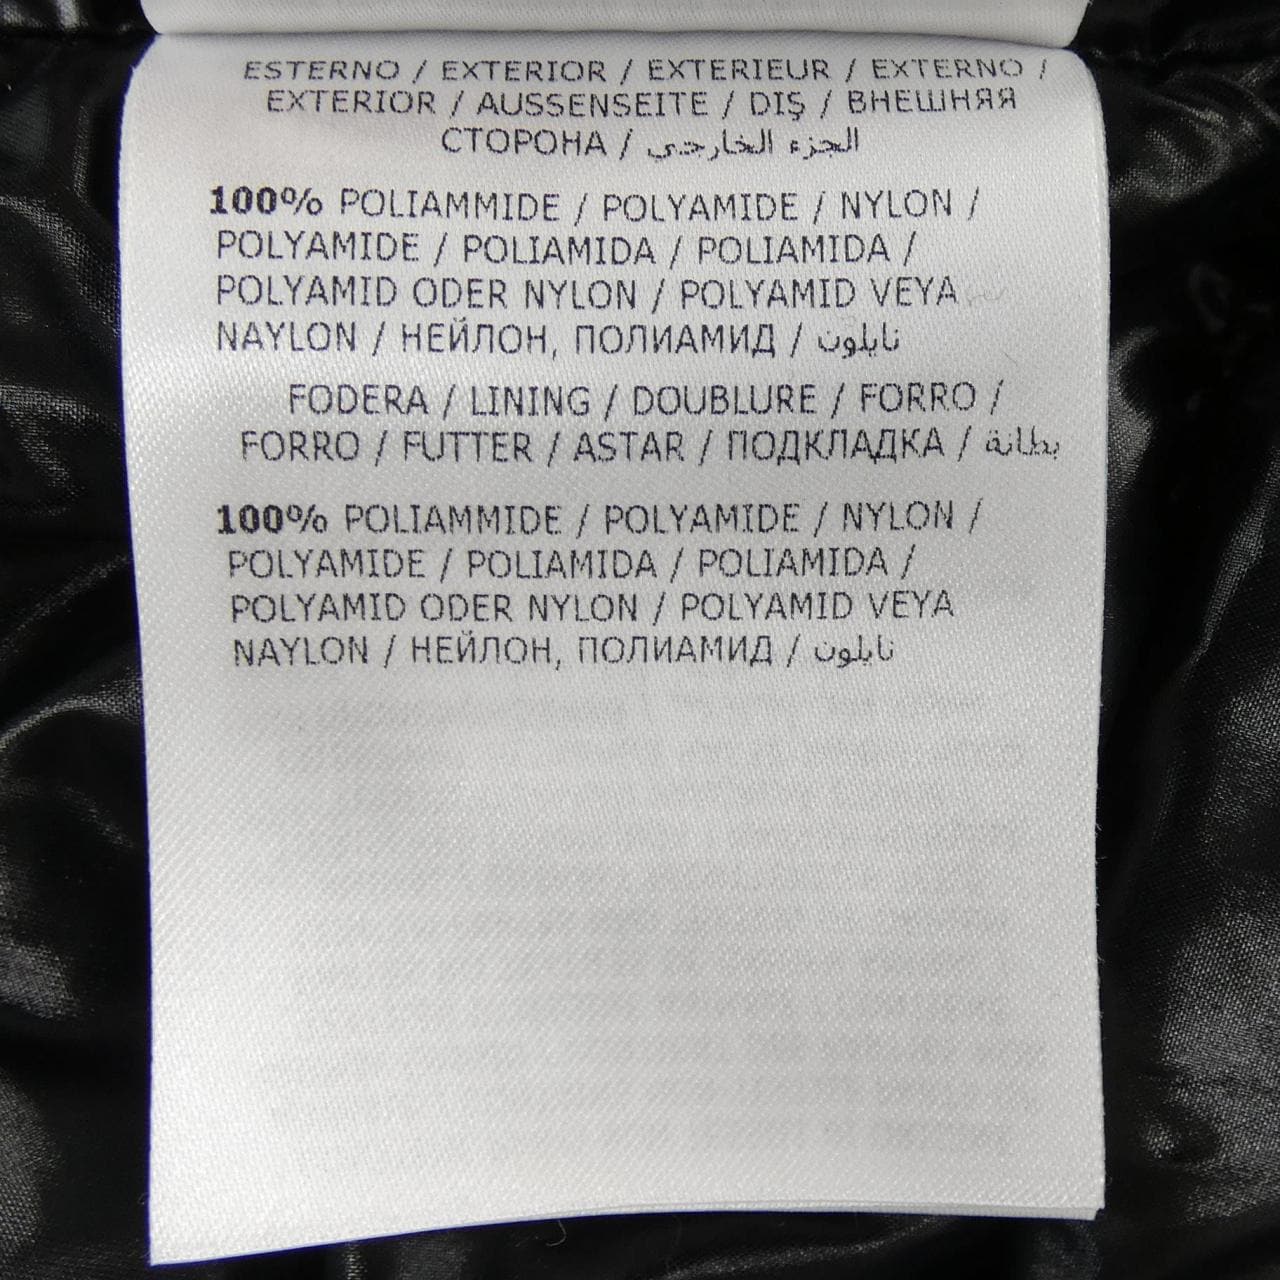 ESTERNO / EXTERIOR / EXTERIEUR / EXTERNO /
EXTERIOR / AUSSENSEITE / DIŞ / ВНЕШНЯЯ
СТОРОНА / الجزء الخارجي
100% POLIAMMIDE / POLYAMIDE / NYLON /
POLYAMIDE / POLIAMIDA / POLIAMIDA /
POLYAMID ODER NYLON / POLYAMID VEYA
NAYLON / НЕЙЛОН, ПОЛИАМИД / نايلون
FODERA / LINING / DOUBLURE / FORRO /
FORRO / FUTTER / ASTAR / ПОДКЛАДКА / بطانة
100% POLIAMMIDE / POLYAMIDE / NYLON /
POLYAMIDE / POLIAMIDA / POLIAMIDA /
POLYAMID ODER NYLON / POLYAMID VEYA
NAYLON / НЕЙЛОН, ПОЛИАМИД / نايلون